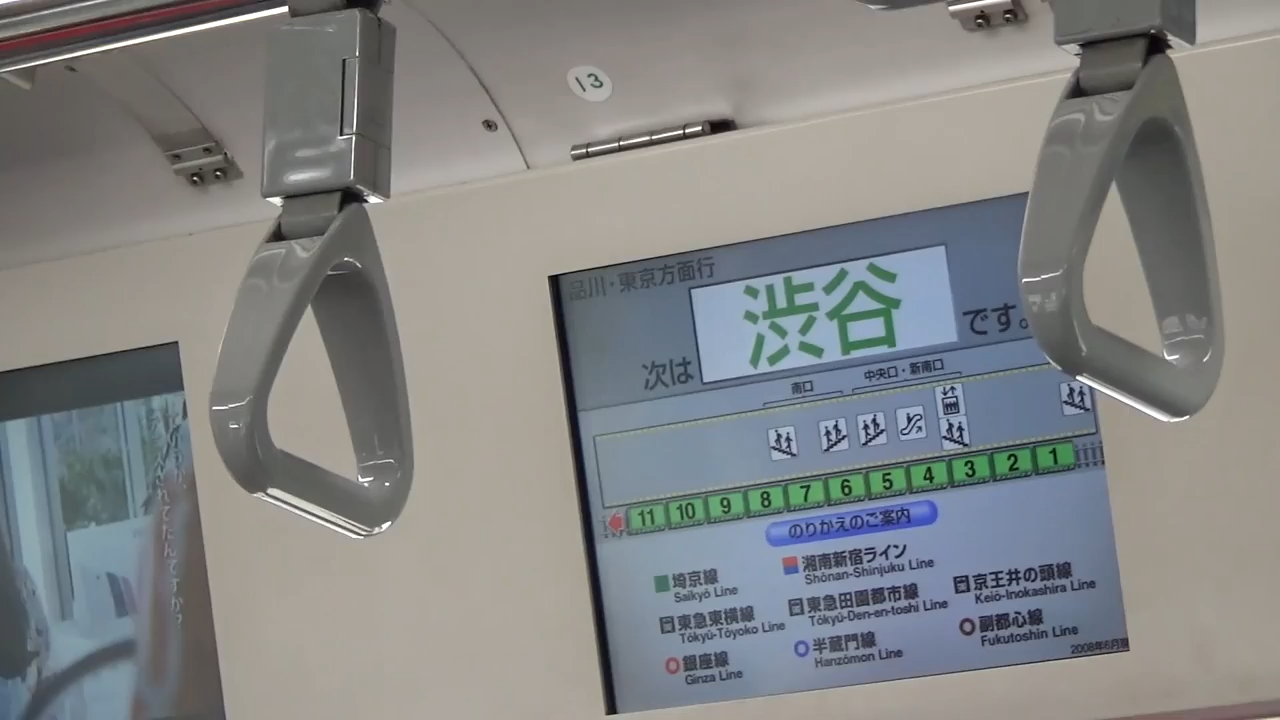 13
品川・東京方面行
次は 渋谷 です。
南口 中央口・新南口
11 10 9 8 7 6 5 4 3 2 1
のりかえのご案内
埼京線
Saikyō Line
湘南新宿ライン
Shōnan-Shinjuku Line
京王井の頭線
Keiō-Inokashira Line
東急東横線
Tōkyū-Tōyoko Line
東急田園都市線
Tōkyū-Den-en-toshi Line
副都心線
Fukutoshin Line
銀座線
Ginza Line
半蔵門線
Hanzōmon Line
2008年6月現